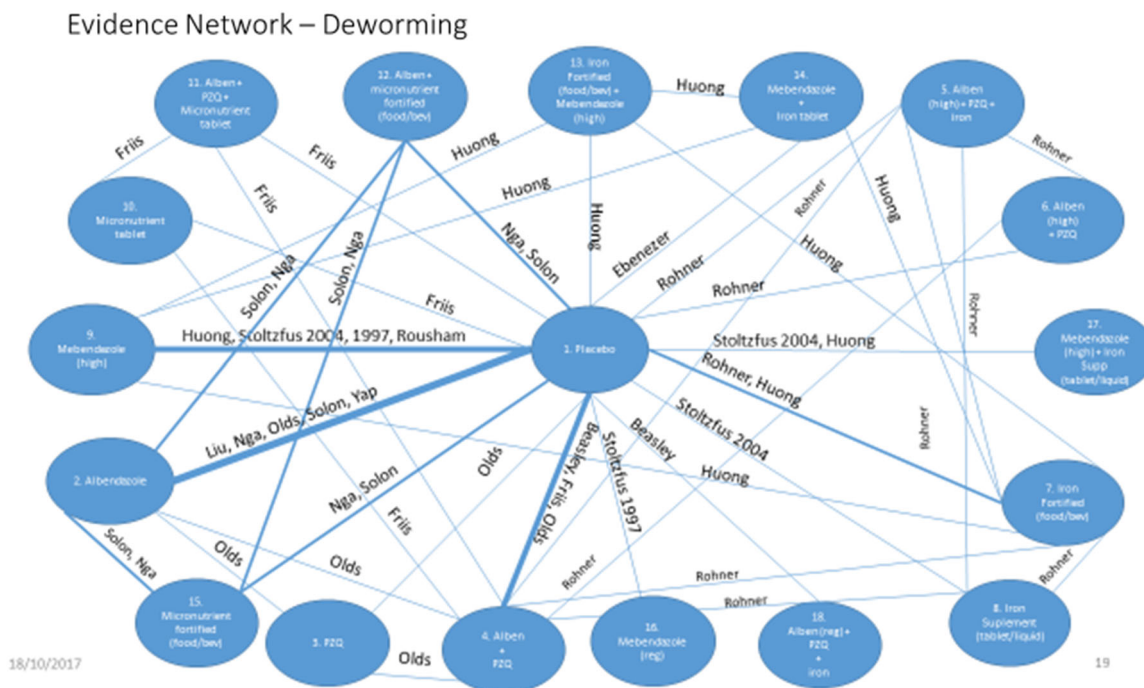 Evidence Network – Deworming
11. Alben+
PZQ +
Micronutrient
tablet
12. Alben+
micronutrient
fortified
(food/bev)
13. Iron
Fortified
(food/bev) +
Mebendazole
(high)
Huong
14.
Mebendazole
+
Iron tablet
5. Alben
(high)+ PZQ +
Iron
Friis
Friis
Huong
Rohner
Friis
Huong
Rohner
Huong
10.
Micronutrient
tablet
Nga, Solon
Huong
6. Alben
(high)
+ PZQ
Solon, Nga
Solon, Nga
Ebenezer
Rohner
Huong
Friis
Rohner
9.
Mebendazole
(high)
Huong, Stoltzfus 2004, 1997, Rousham
1. Placebo
Stoltzfus 2004, Huong
Rohner
17.
Mebendazole
(high) + Iron
Supp
(tablet/liquid)
Rohner, Huong
Liu, Nga, Olds, Solon, Yap
Stoltzfus 2004
Beasley
Rohner
2. Albendazole
Nga, Solon
Olds
Beasley, Friis, Olds
Stoltzfus 1997
Huong
7. Iron
Fortified
(food/bev)
Friis
Solon, Nga
Olds
Olds
Rohner
Rohner
Rohner
Rohner
15.
Micronutrient
fortified
(food/bev)
3. PZQ
Olds
4. Alben
+
PZQ
16.
Mebendazole
(reg)
18.
Alben(reg) +
PZQ
+
iron
8. Iron
Suplement
(tablet/liquid)
18/10/2017
19